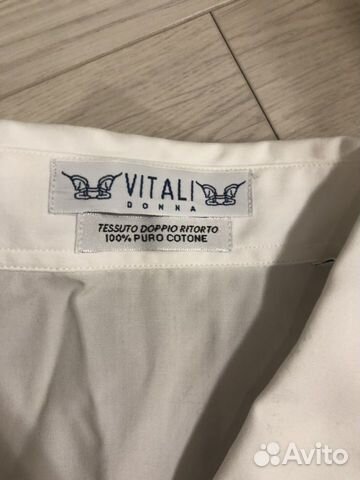 VITALI
DONNA
TESSUTO DOPPIO RITORTO
100% PURO COTONE
Avito